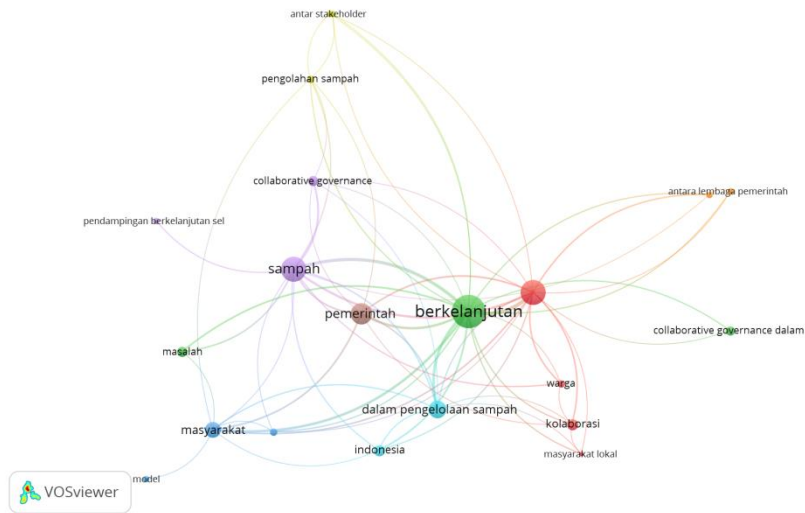 antar stakeholder
pengolahan sampah
collaborative governance
antara lembaga pemerintah
pendampingan berkelanjutan sel
sampah
pemerintah
berkelanjutan
collaborative governance dalam
masalah
warga
dalam pengelolaan sampah
kolaborasi
masyarakat
indonesia
masyarakat lokal
model
VOSviewer